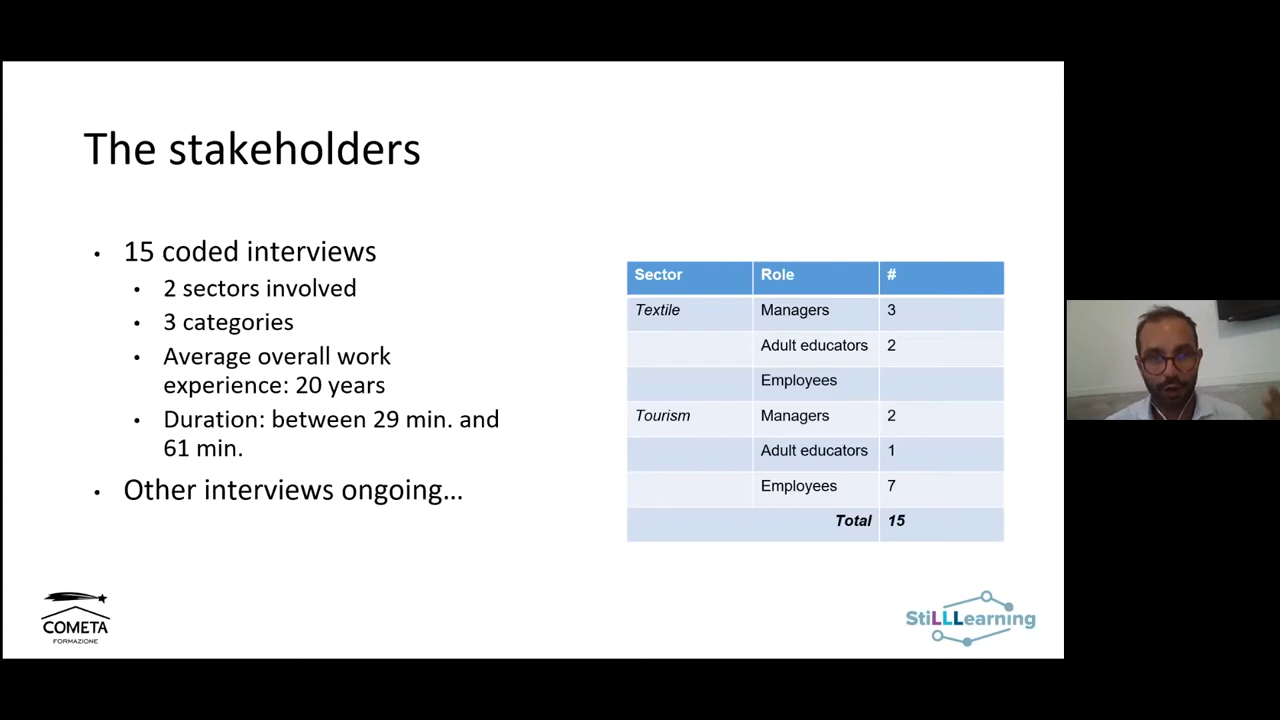 The stakeholders
• 15 coded interviews
• 2 sectors involved
• 3 categories
• Average overall work
experience: 20 years
• Duration: between 29 min. and
61 min.
• Other interviews ongoing…
Sector Role #
Textile Managers 3
Adult educators 2
Employees
Tourism Managers 2
Adult educators 1
Employees 7
Total 15
COMETA
FORMAZIONE
StiLLLearning